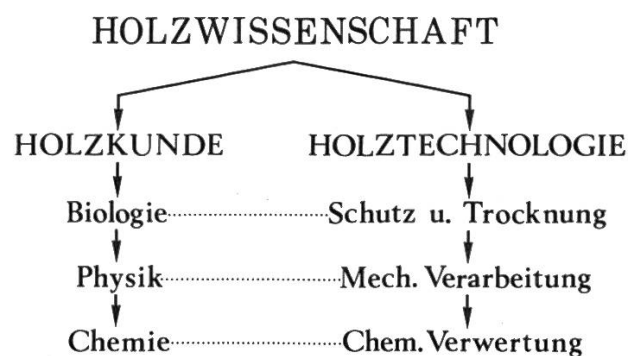 HOLZWISSENSCHAFT
HOLZKUNDE HOLZTECHNOLOGIE
Biologie Schutz u. Trocknung
Physik Mech. Verarbeitung
Chemie Chem. Verwertung